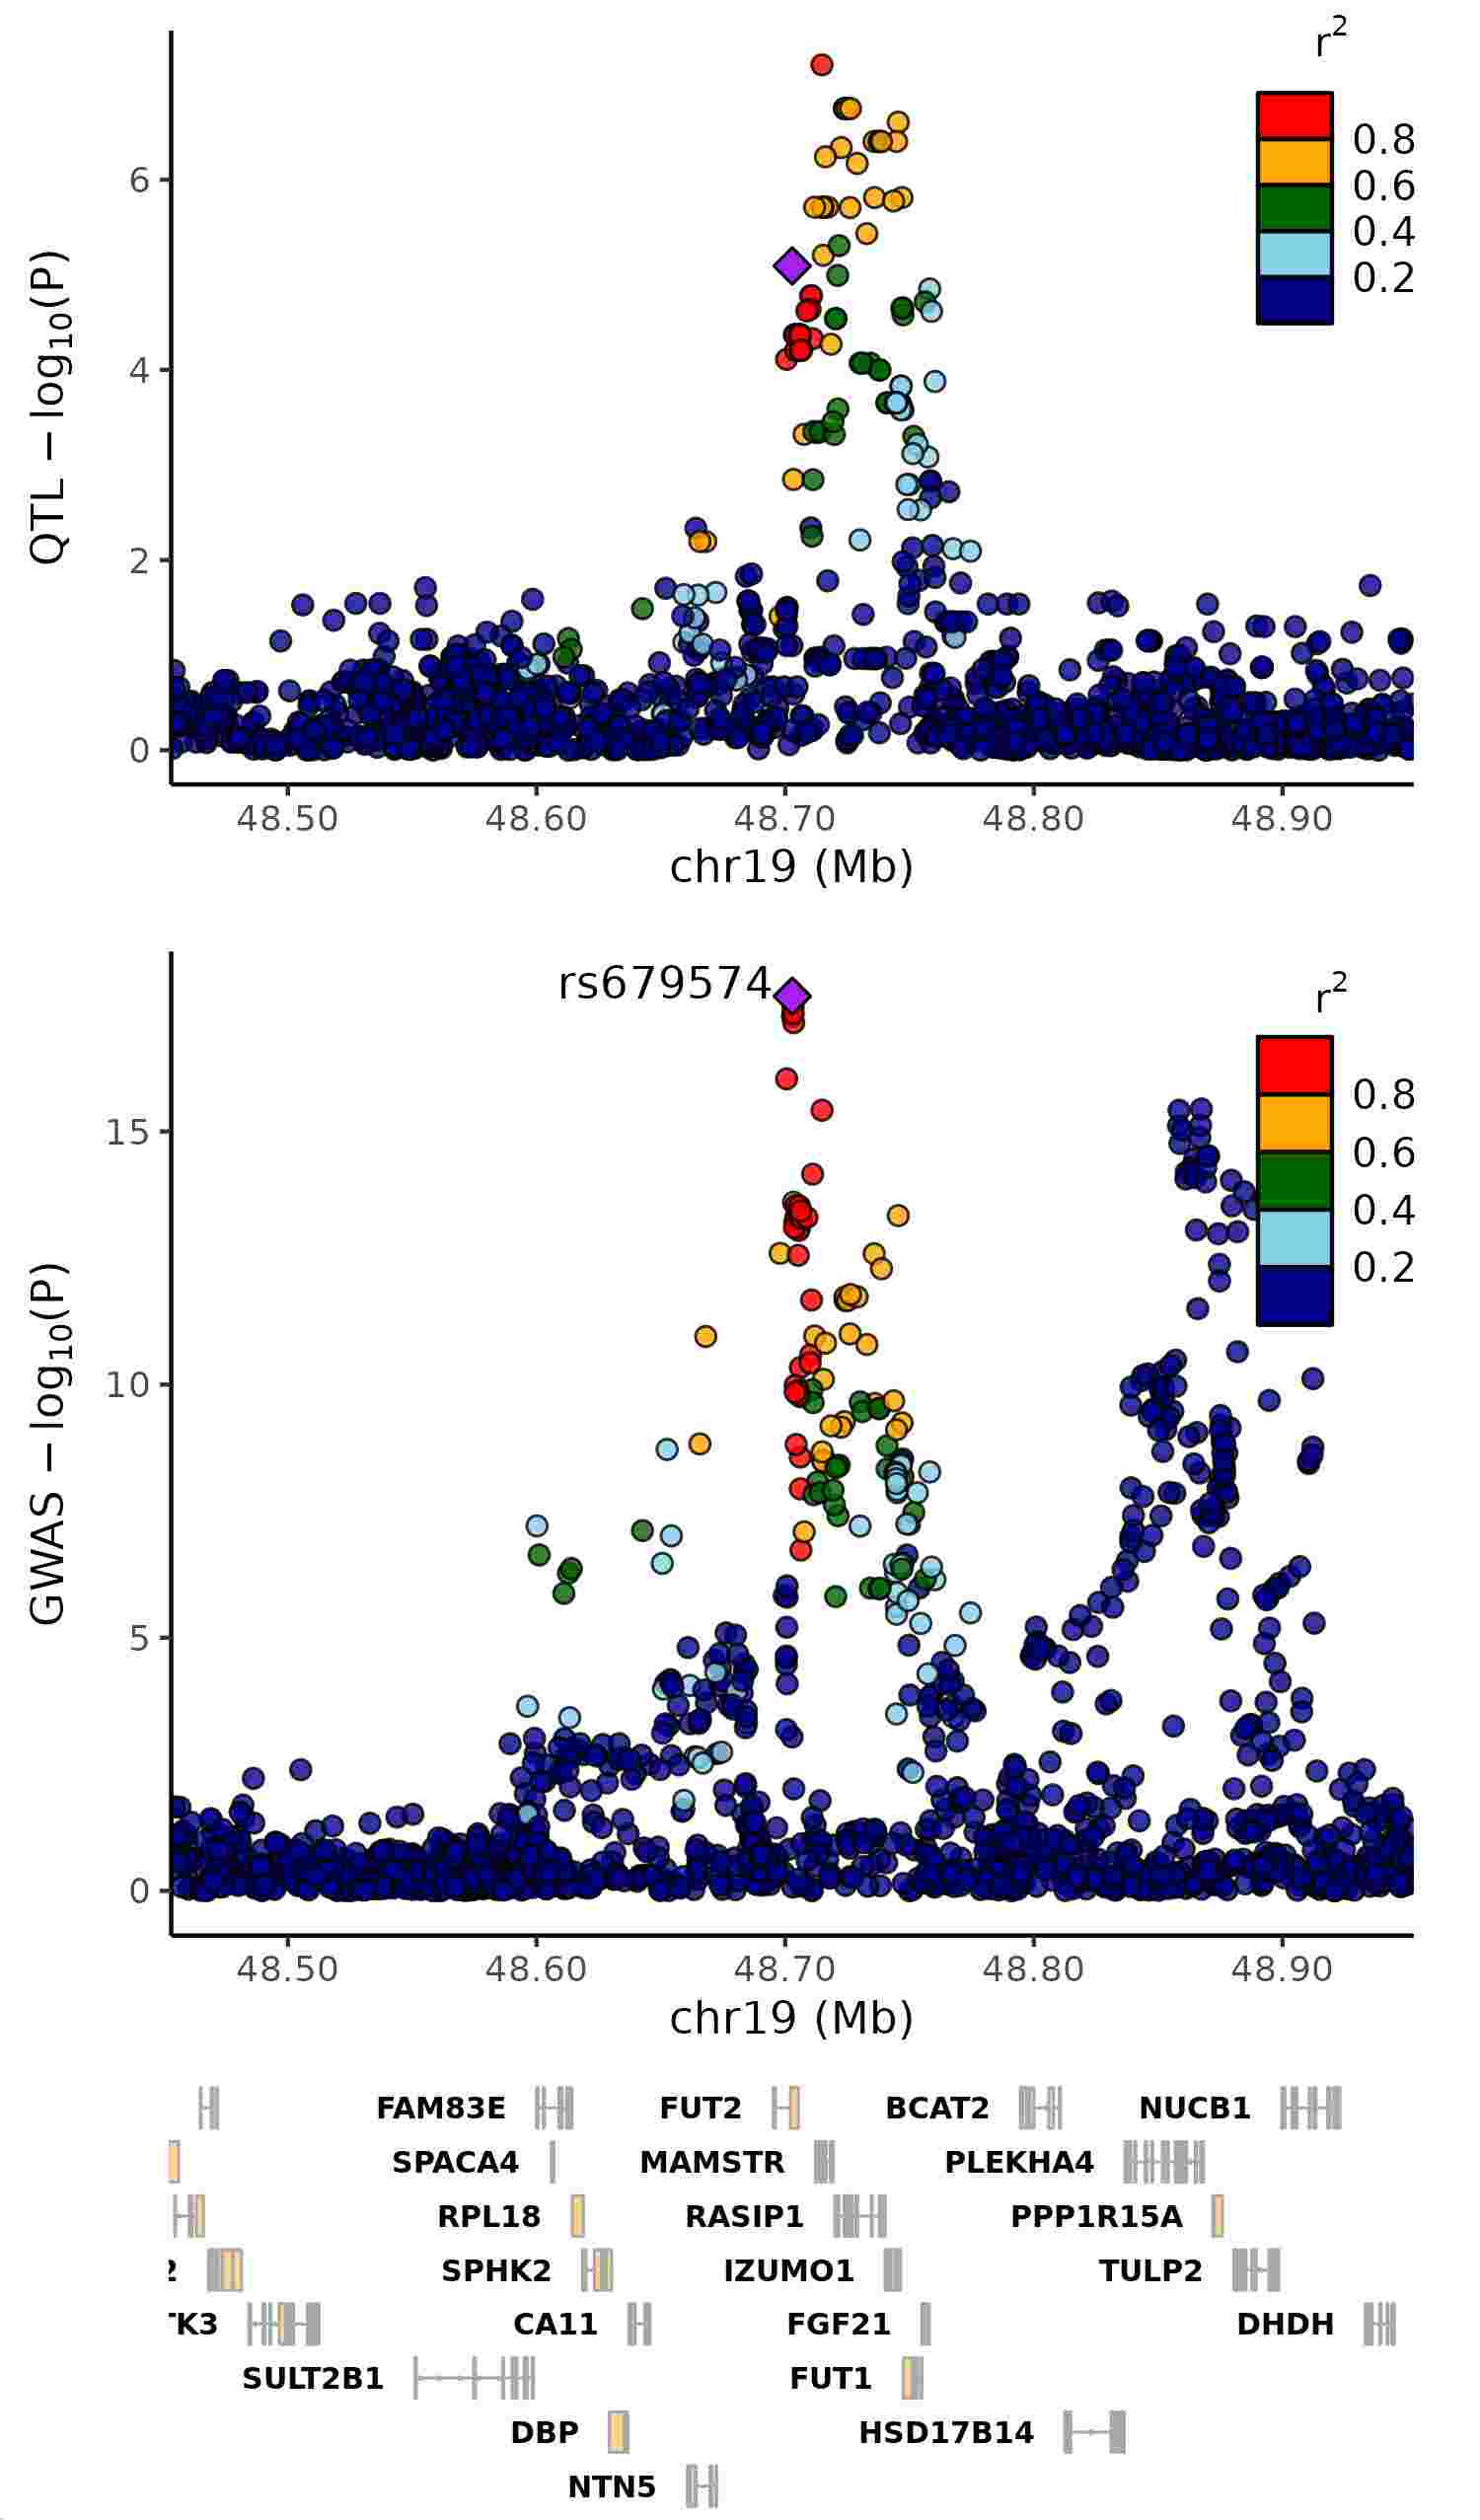 r²
0.8
0.6
0.4
0.2
QTL −log₁₀(P)
6
4
2
0
48.50 48.60 48.70 48.80 48.90
chr19 (Mb)
rs679574
r²
0.8
0.6
0.4
0.2
GWAS −log₁₀(P)
15
10
5
0
48.50 48.60 48.70 48.80 48.90
chr19 (Mb)
FAM83E FUT2 BCAT2 NUCB1
SPACA4 MAMSTR PLEKHA4
RPL18 RASIP1 PPP1R15A
2 SPHK2 IZUMO1 TULP2
TK3 CA11 FGF21 DHDH
SULT2B1 FUT1
DBP HSD17B14
NTN5